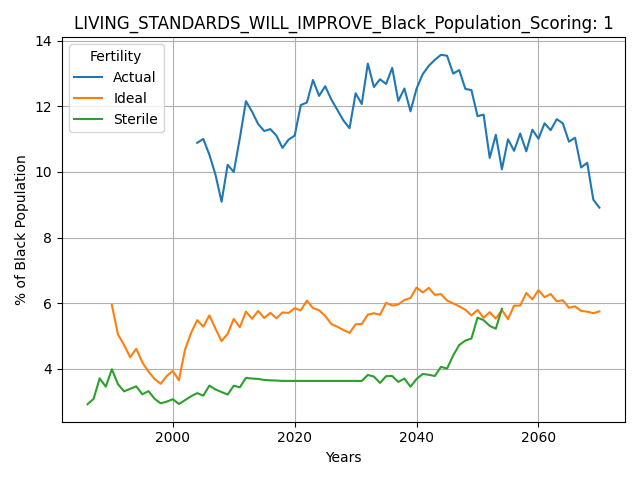 LIVING_STANDARDS_WILL_IMPROVE_Black_Population_Scoring: 1
14
12
10
8
6
4
% of Black Population
Fertility
Actual
Ideal
Sterile
2000
2020
2040
2060
Years